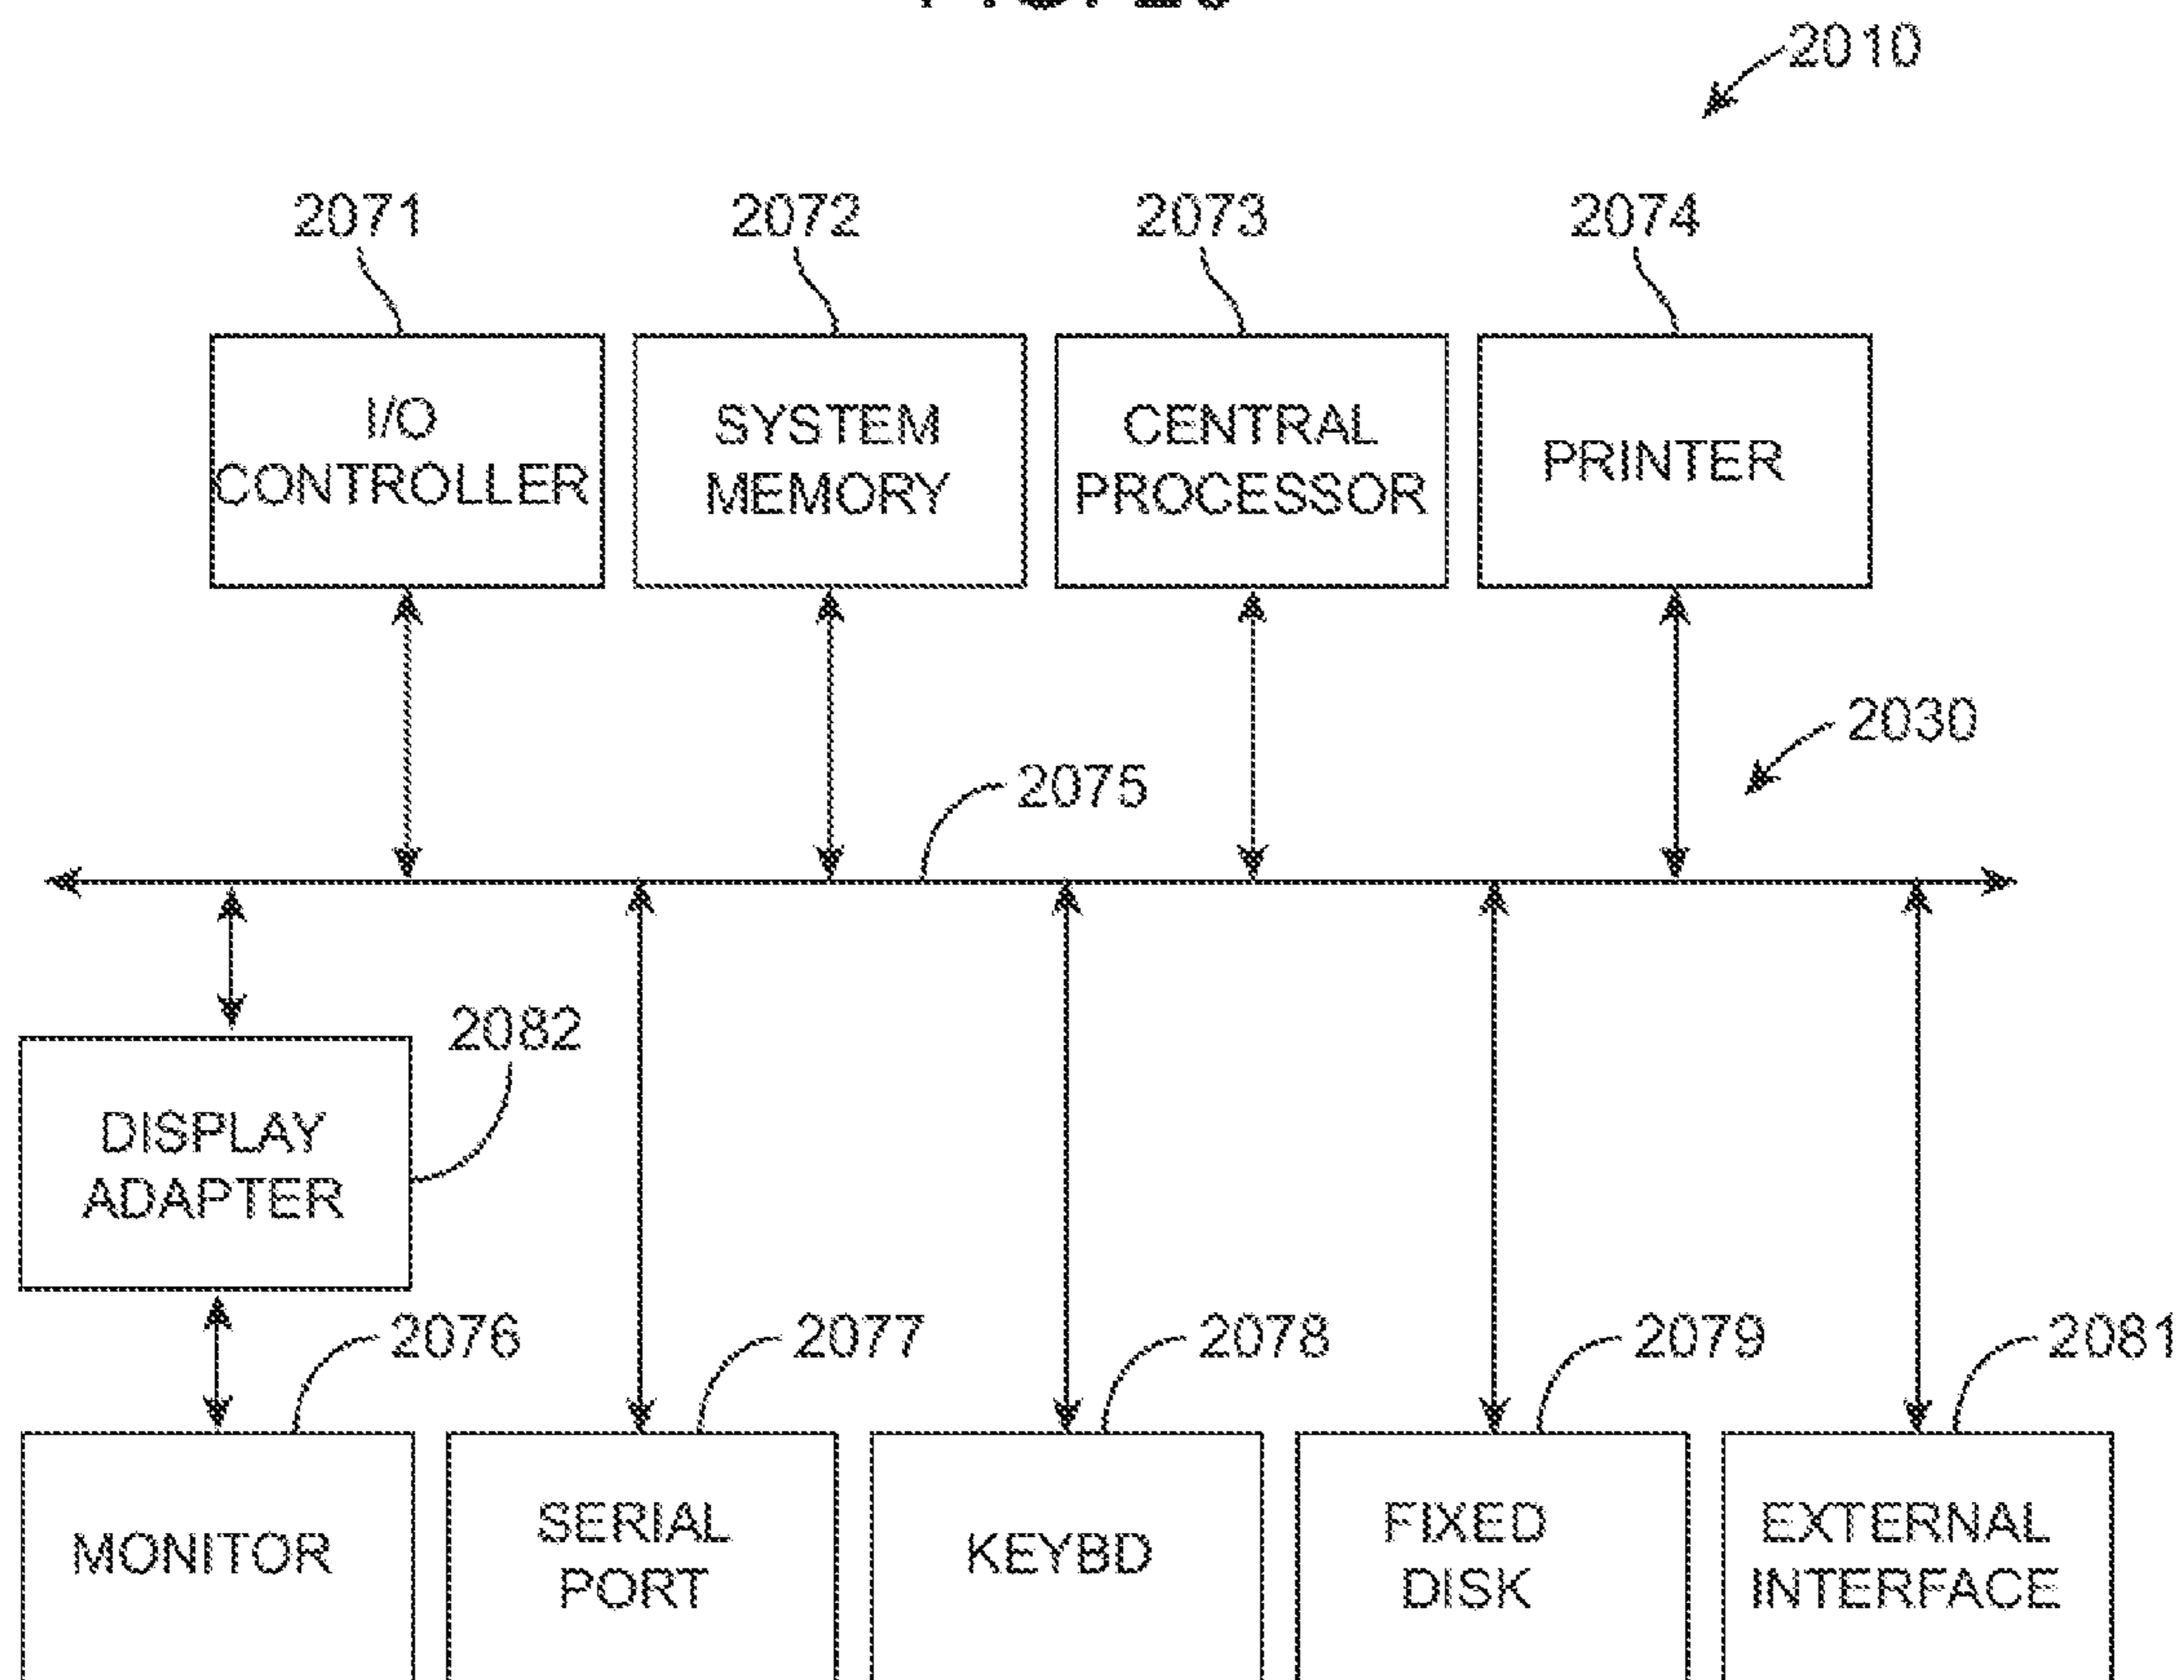 2010
2071
2072
2073
2074
I/O
CONTROLLER
SYSTEM
MEMORY
CENTRAL
PROCESSOR
PRINTER
2030
2075
2082
DISPLAY
ADAPTER
2076
2077
2078
2079
2081
MONITOR
SERIAL
PORT
KEYBD
FIXED
DISK
EXTERNAL
INTERFACE